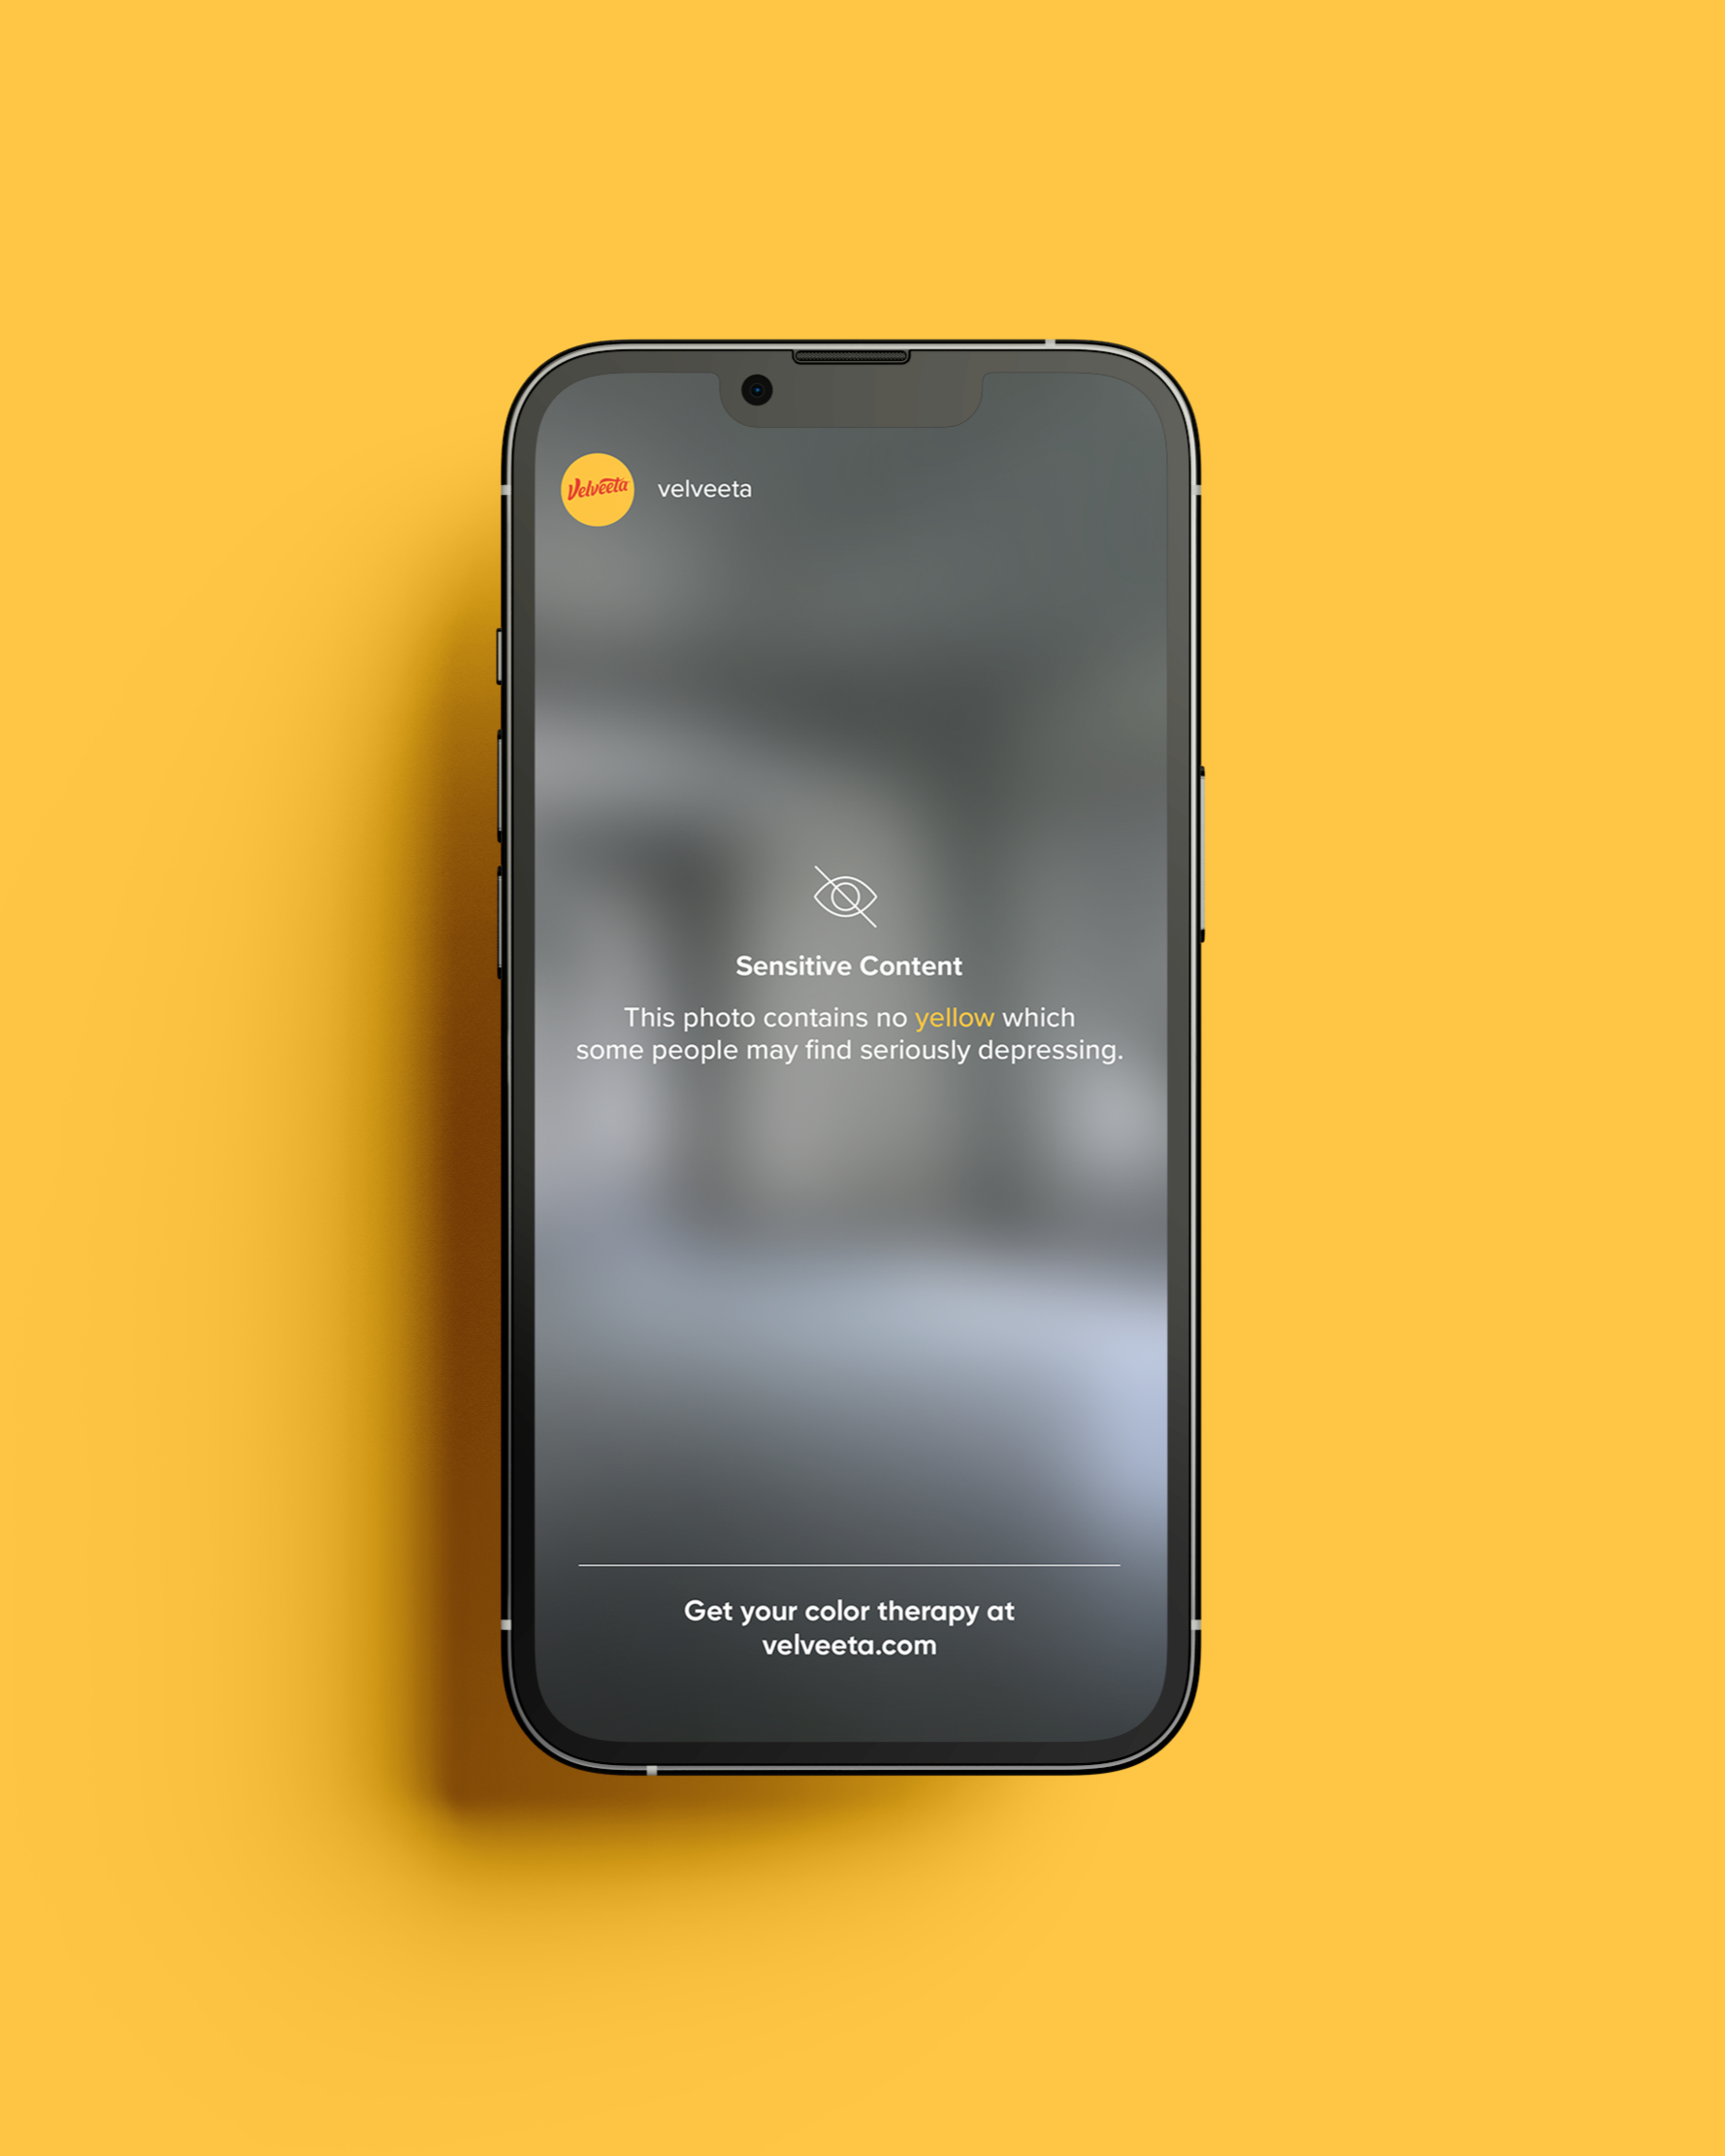 Velveeta
velveeta
Sensitive Content
This photo contains no yellow which
some people may find seriously depressing.
Get your color therapy at
velveeta.com